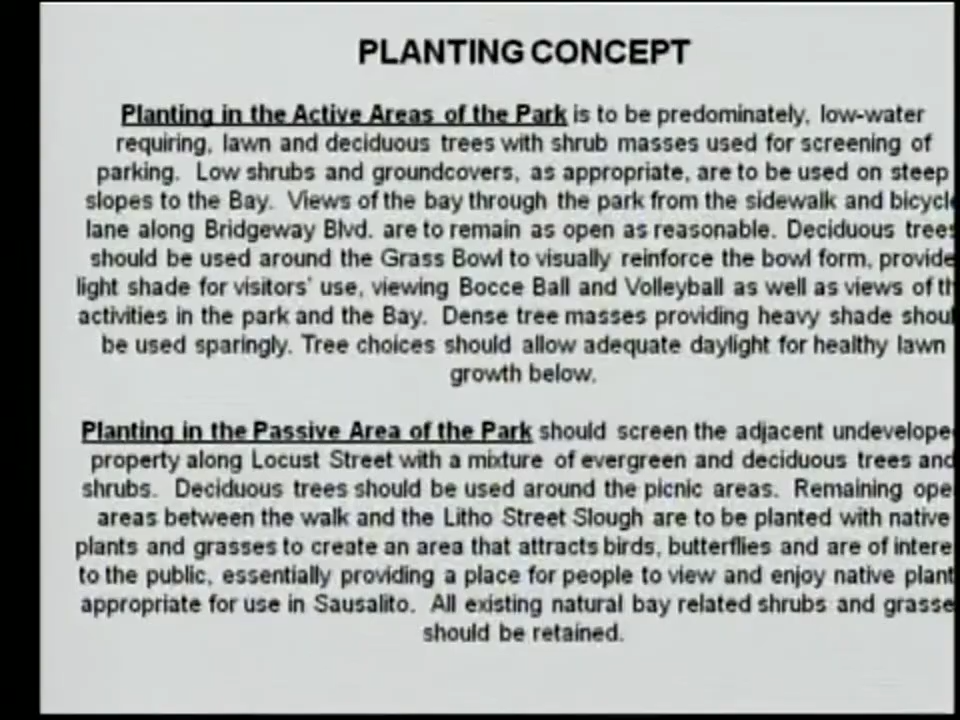 PLANTING CONCEPT
Planting in the Active Areas of the Park is to be predominately, low-water
requiring, lawn and deciduous trees with shrub masses used for screening of
parking. Low shrubs and groundcovers, as appropriate, are to be used on steep
slopes to the Bay. Views of the bay through the park from the sidewalk and bicycl
lane along Bridgeway Blvd. are to remain as open as reasonable. Deciduous trees
should be used around the Grass Bowl to visually reinforce the bowl form, provide
light shade for visitors' use, viewing Bocce Ball and Volleyball as well as views of th
activities in the park and the Bay. Dense tree masses providing heavy shade shoul
be used sparingly. Tree choices should allow adequate daylight for healthy lawn
growth below.
Planting in the Passive Area of the Park should screen the adjacent undevelope
property along Locust Street with a mixture of evergreen and deciduous trees and
shrubs. Deciduous trees should be used around the picnic areas. Remaining ope
areas between the walk and the Litho Street Slough are to be planted with native
plants and grasses to create an area that attracts birds, butterflies and are of intere
to the public, essentially providing a place for people to view and enjoy native plant
appropriate for use in Sausalito. All existing natural bay related shrubs and grasse
should be retained.